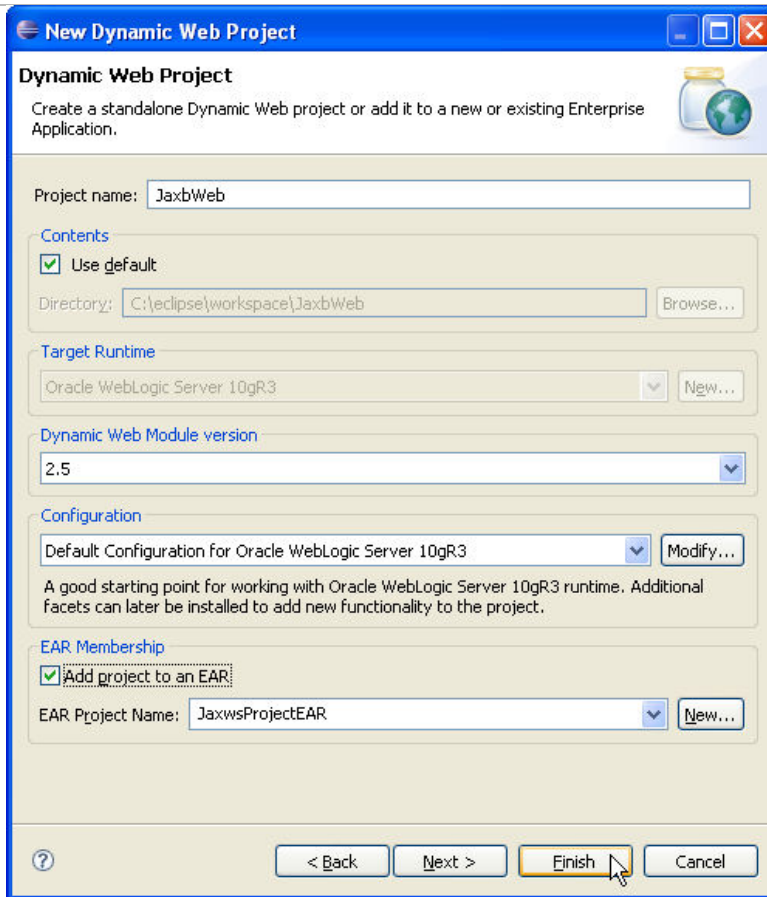 New Dynamic Web Project
Dynamic Web Project
Create a standalone Dynamic Web project or add it to a new or existing Enterprise
Application.
Project name: JaxbWeb
Contents
Use default
Directory: C:\eclipse\workspace\JaxbWeb Browse...
Target Runtime
Oracle WebLogic Server 10gR3 New...
Dynamic Web Module version
2.5
Configuration
Default Configuration for Oracle WebLogic Server 10gR3 Modify...
A good starting point for working with Oracle WebLogic Server 10gR3 runtime. Additional
facets can later be installed to add new functionality to the project.
EAR Membership
Add project to an EAR
EAR Project Name: JaxwsProjectEAR New...
? < Back Next > Finish Cancel